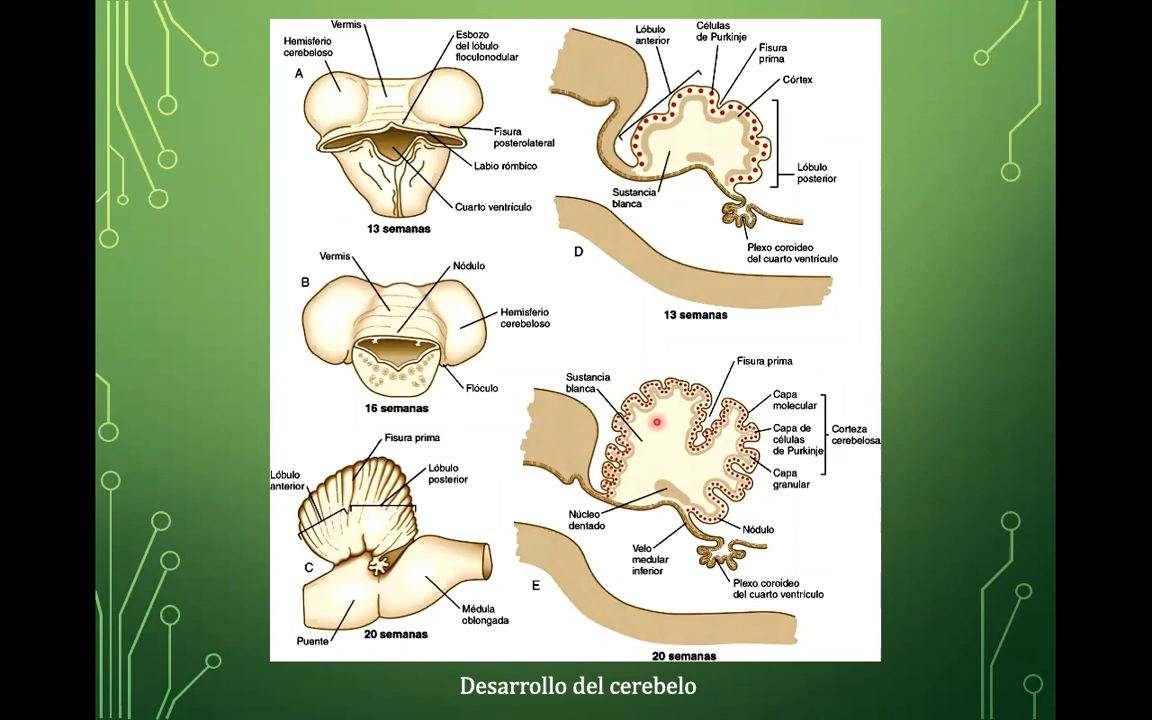 Vermis
Hemisferio
cerebeloso
Esbozo
del lóbulo
floculonodular
A
Fisura
posterolateral
Labio rómbico
Cuarto ventrículo
13 semanas
Vermis
Nódulo
B
Hemisferio
cerebeloso
Flóculo
16 semanas
Fisura prima
Lóbulo
anterior
Lóbulo
posterior
C
Médula
oblongada
Puente
20 semanas
Lóbulo
anterior
Células
de Purkinje
Fisura
prima
Córtex
Lóbulo
posterior
Sustancia
blanca
Plexo coroideo
del cuarto ventrículo
D
13 semanas
Fisura prima
Sustancia
blanca
Capa
molecular
Capa de
células
de Purkinje
Corteza
cerebelosa
Capa
granular
Núcleo
dentado
Nódulo
Velo
medular
inferior
Plexo coroideo
del cuarto ventrículo
E
20 semanas
Desarrollo del cerebelo